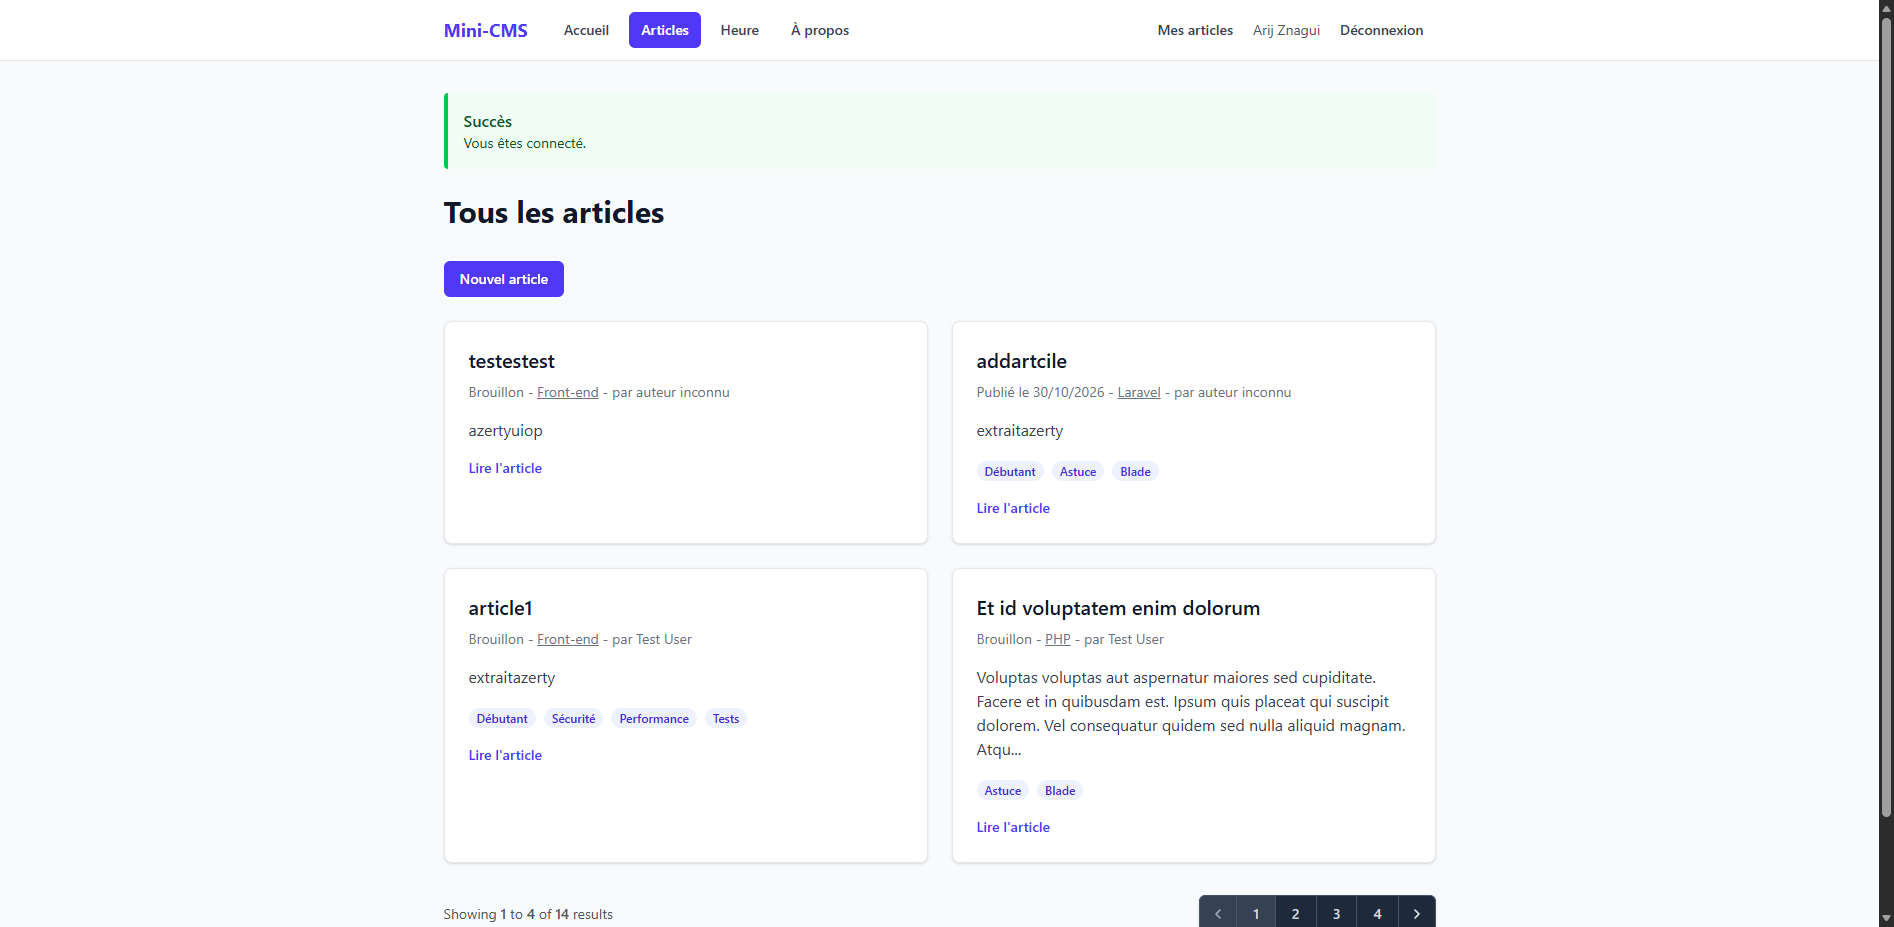 Mini-CMS Accueil Articles Heure À propos Mes articles Arij Znagui Déconnexion
Succès
Vous êtes connecté.
Tous les articles
Nouvel article
testestest
Brouillon - Front-end - par auteur inconnu
azertyuiop
Lire l'article
addartcile
Publié le 30/10/2026 - Laravel - par auteur inconnu
extraitazerty
Débutant Astuce Blade
Lire l'article
article1
Brouillon - Front-end - par Test User
extraitazerty
Débutant Sécurité Performance Tests
Lire l'article
Et id voluptatem enim dolorum
Brouillon - PHP - par Test User
Voluptas voluptas aut aspernatur maiores sed cupiditate.
Facere et in quibusdam est. Ipsum quis placeat qui suscipit
dolorem. Vel consequatur quidem sed nulla aliquid magnam.
Atqu...
Astuce Blade
Lire l'article
Showing 1 to 4 of 14 results
1 2 3 4